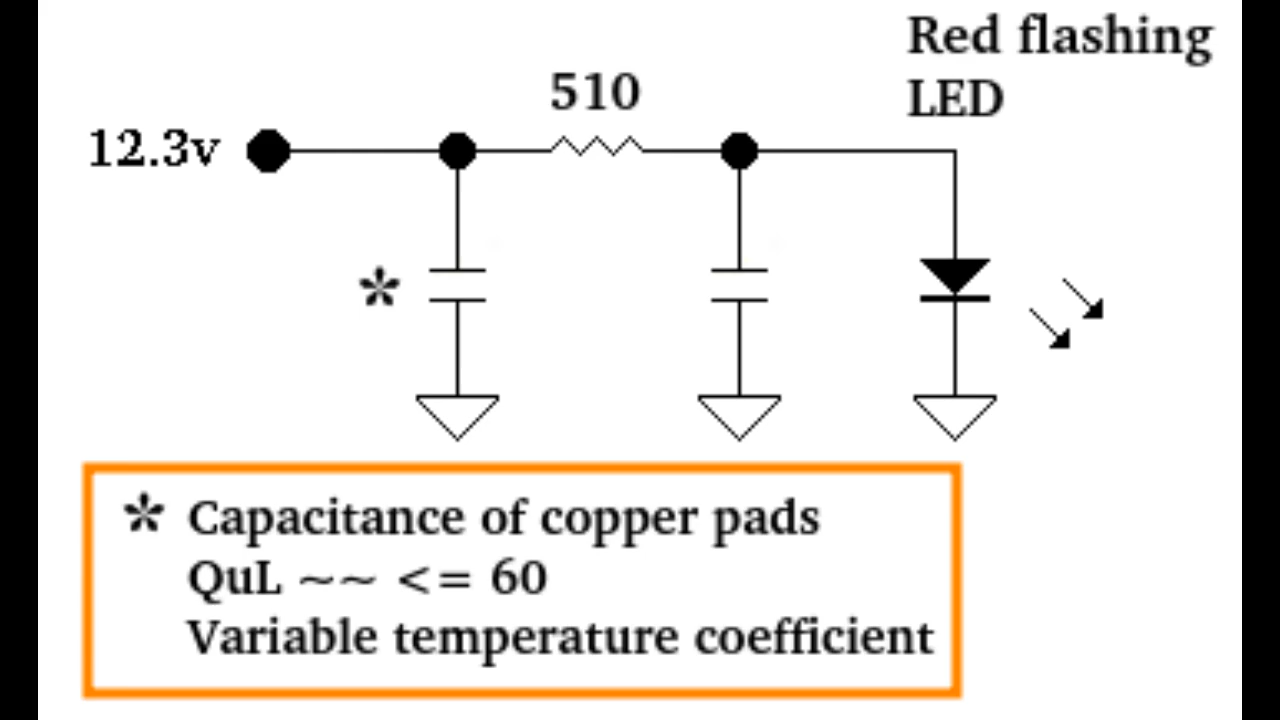 Red flashing
LED
510
12.3v
*
* Capacitance of copper pads
QuL ~~ <= 60
Variable temperature coefficient